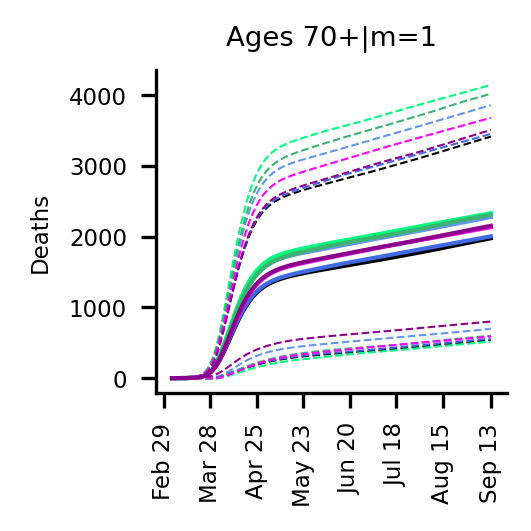 Ages 70+|m=1
Deaths
4000
3000
2000
1000
0
Feb 29
Mar 28
Apr 25
May 23
Jun 20
Jul 18
Aug 15
Sep 13